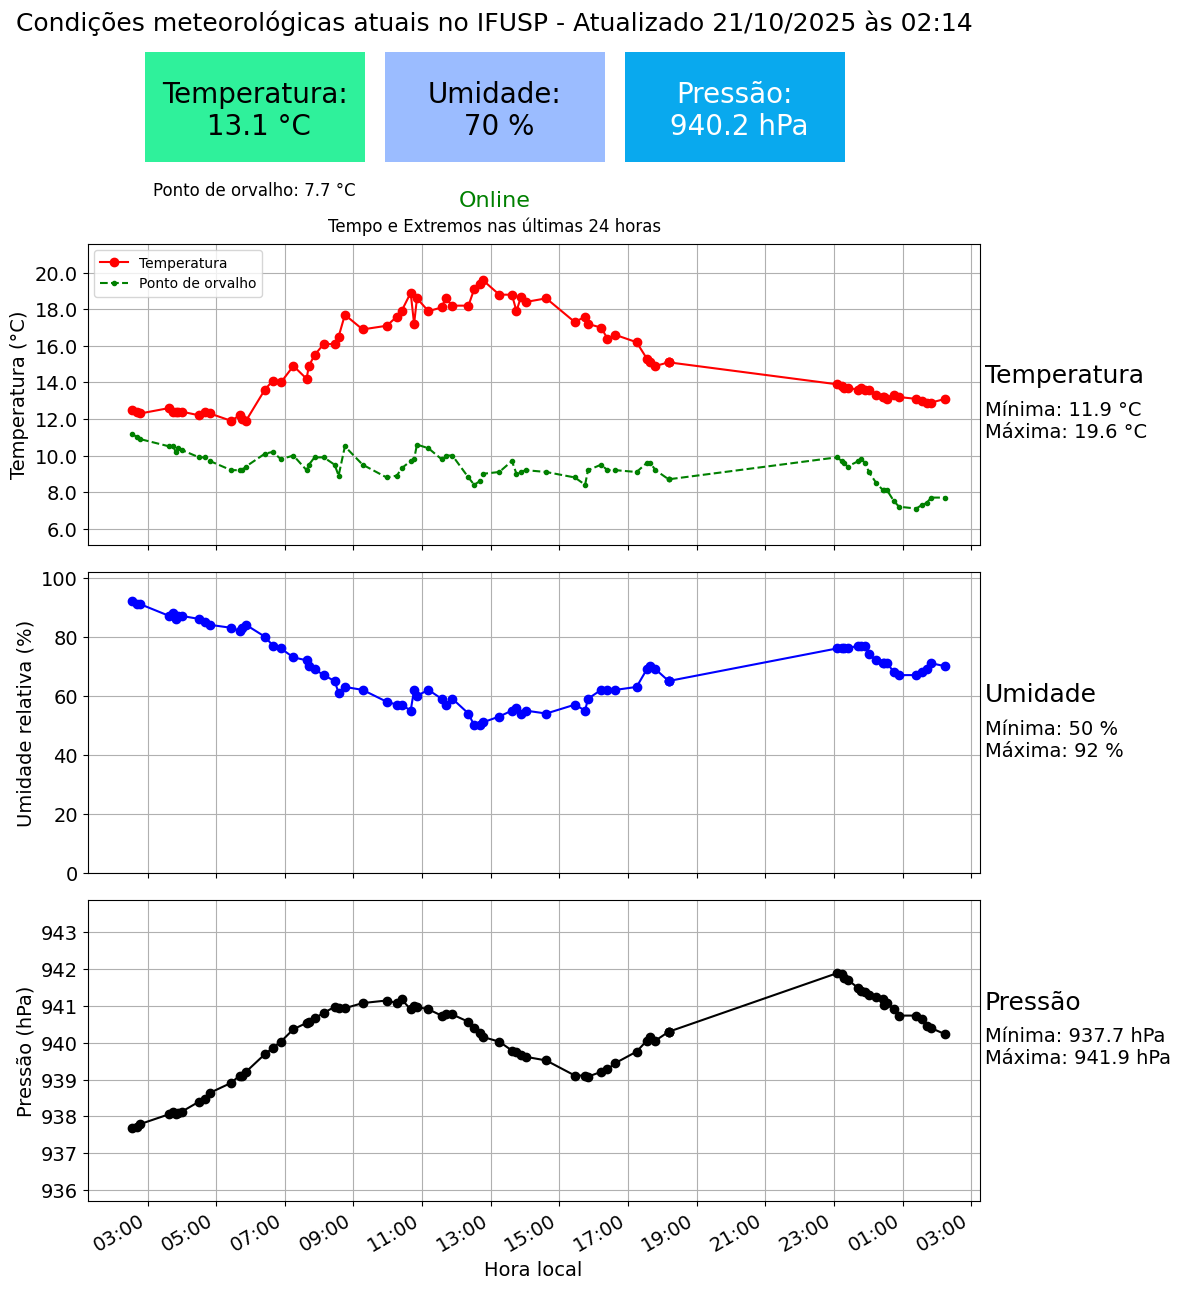 Condições meteorológicas atuais no IFUSP - Atualizado 21/10/2025 às 02:14
Temperatura:
13.1 °C
Umidade:
70 %
Pressão:
940.2 hPa
Ponto de orvalho: 7.7 °C
Online
Tempo e Extremos nas últimas 24 horas
Temperatura
Ponto de orvalho
Temperatura (°C)
20.0
18.0
16.0
14.0
12.0
10.0
8.0
6.0
Temperatura
Mínima: 11.9 °C
Máxima: 19.6 °C
Umidade relativa (%)
100
80
60
40
20
0
Umidade
Mínima: 50 %
Máxima: 92 %
Pressão (hPa)
943
942
941
940
939
938
937
936
Pressão
Mínima: 937.7 hPa
Máxima: 941.9 hPa
03:00 05:00 07:00 09:00 11:00 13:00 15:00 17:00 19:00 21:00 23:00 01:00 03:00
Hora local